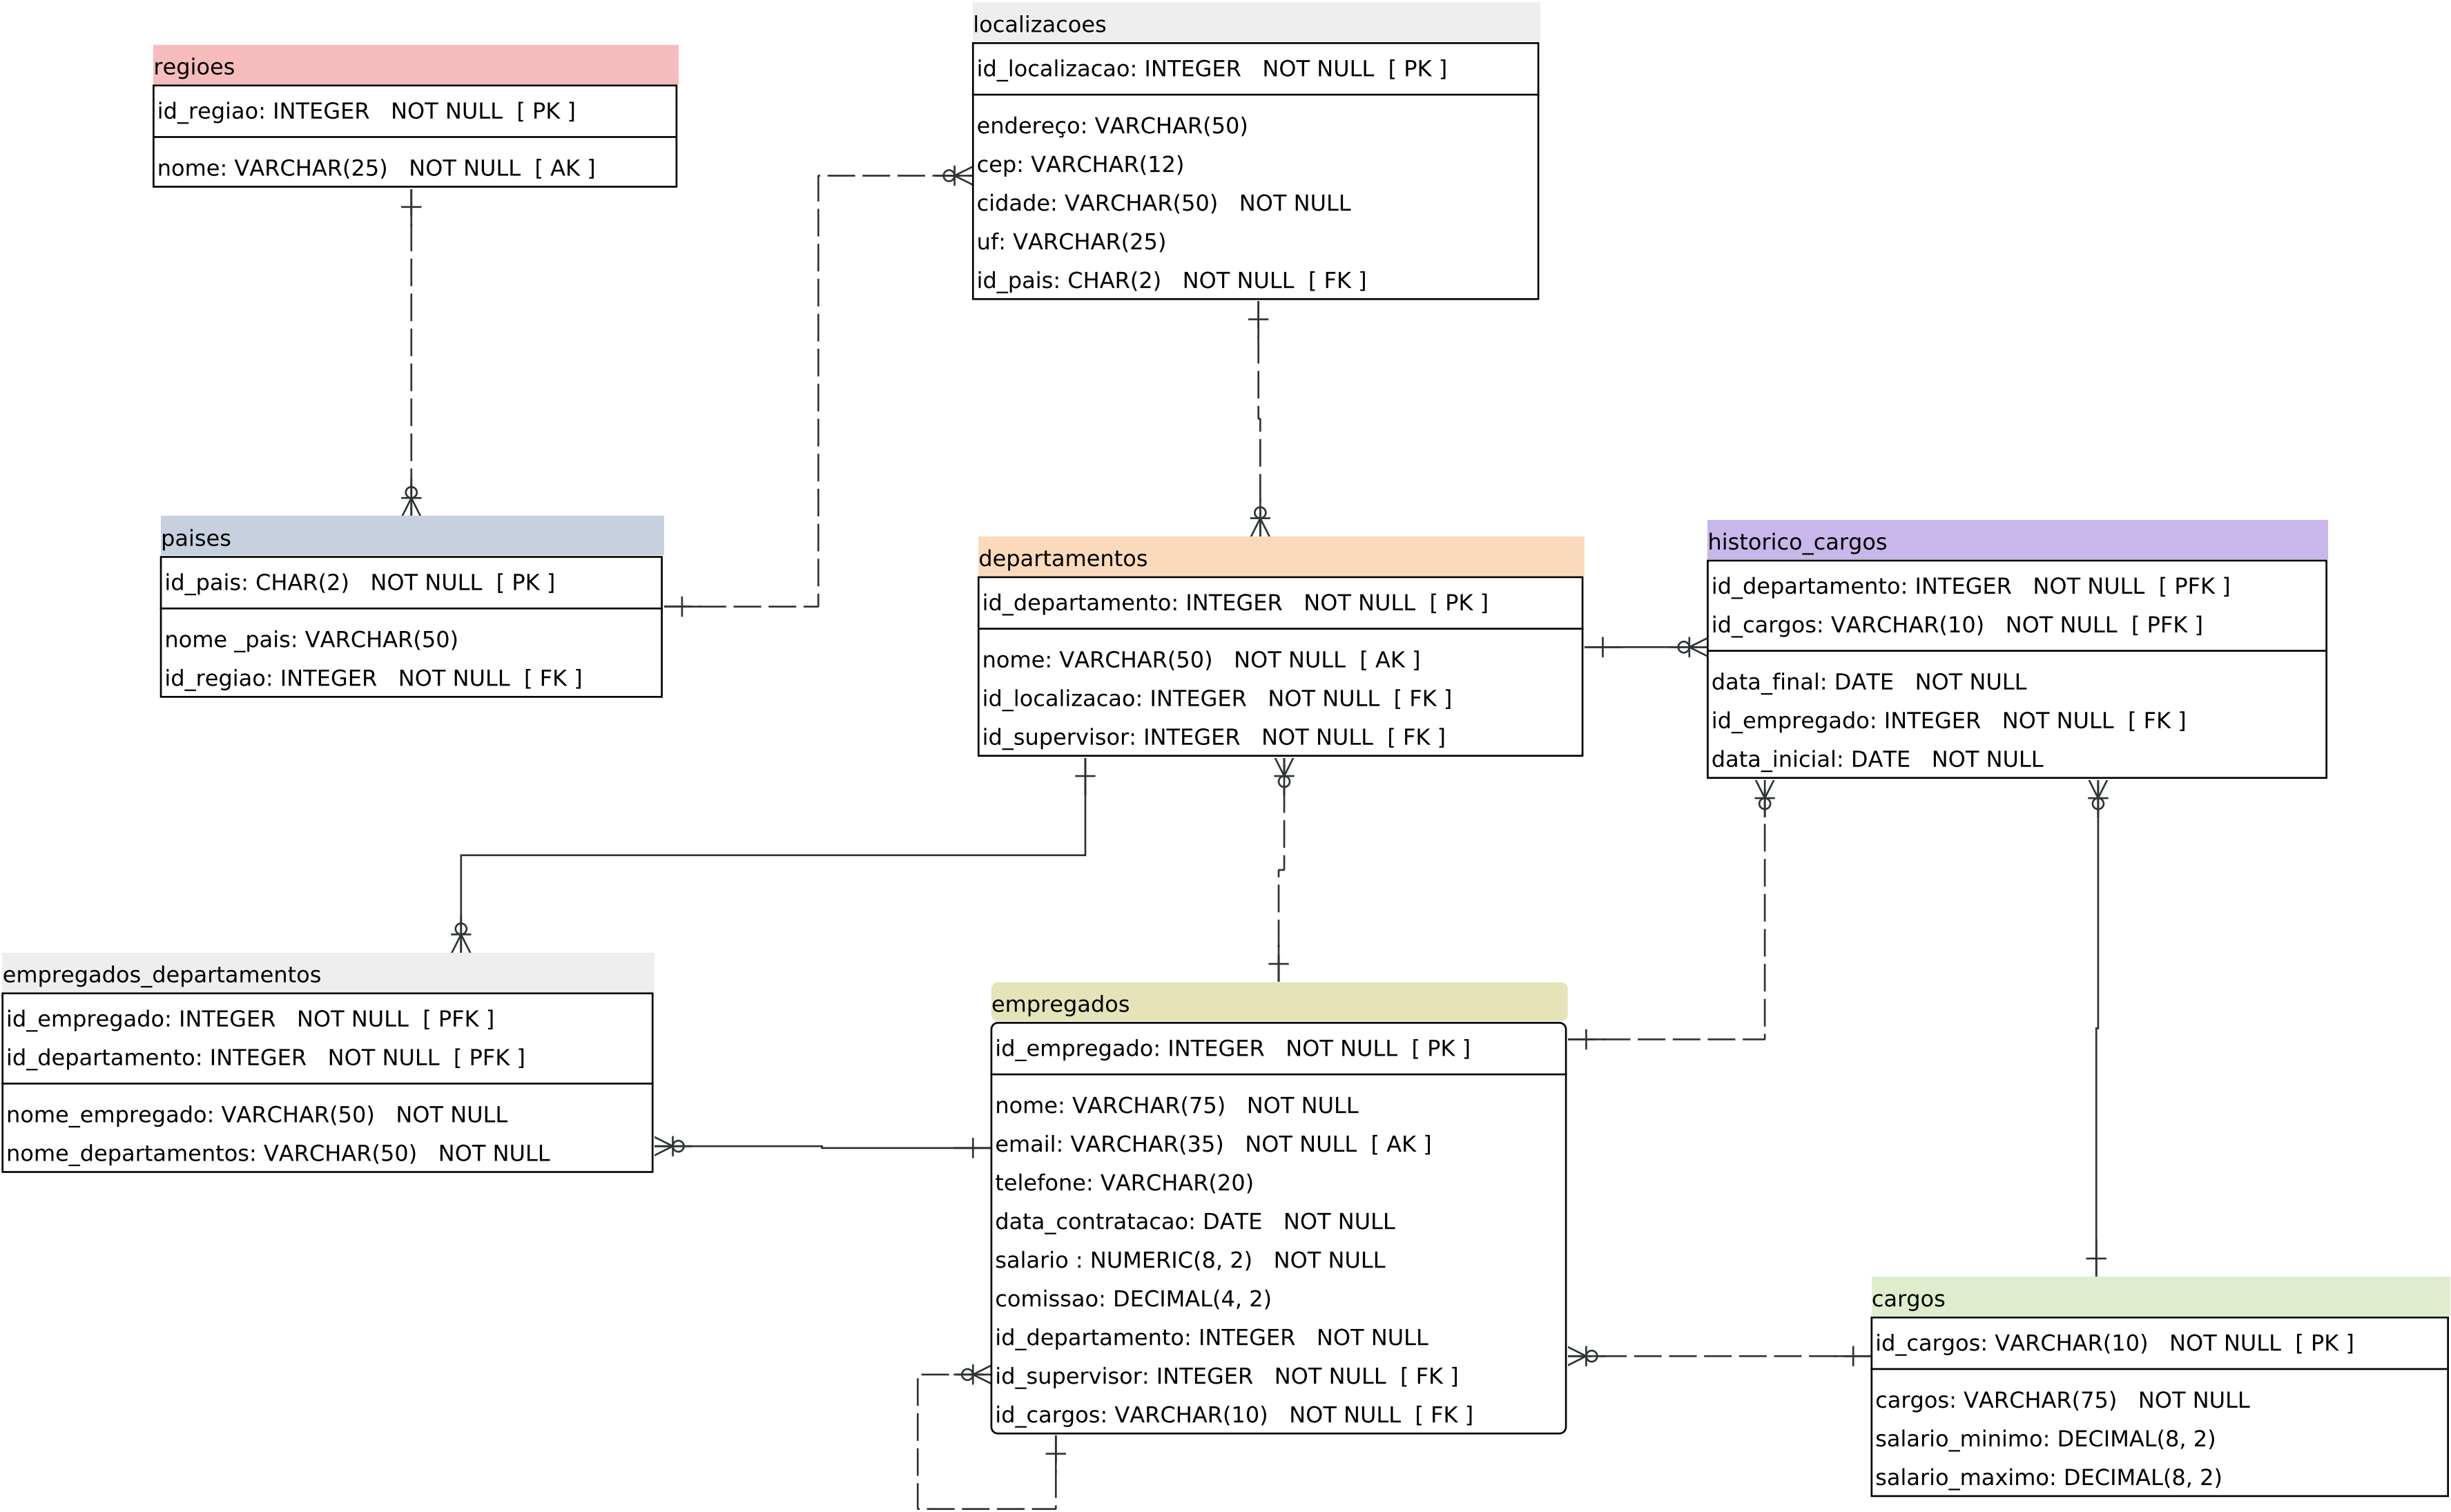 regioes
id_regiao: INTEGER NOT NULL [ PK ]
nome: VARCHAR(25) NOT NULL [ AK ]
localizacoes
id_localizacao: INTEGER NOT NULL [ PK ]
endereço: VARCHAR(50)
cep: VARCHAR(12)
cidade: VARCHAR(50) NOT NULL
uf: VARCHAR(25)
id_pais: CHAR(2) NOT NULL [ FK ]
paises
id_pais: CHAR(2) NOT NULL [ PK ]
nome _pais: VARCHAR(50)
id_regiao: INTEGER NOT NULL [ FK ]
departamentos
id_departamento: INTEGER NOT NULL [ PK ]
nome: VARCHAR(50) NOT NULL [ AK ]
id_localizacao: INTEGER NOT NULL [ FK ]
id_supervisor: INTEGER NOT NULL [ FK ]
historico_cargos
id_departamento: INTEGER NOT NULL [ PFK ]
id_cargos: VARCHAR(10) NOT NULL [ PFK ]
data_final: DATE NOT NULL
id_empregado: INTEGER NOT NULL [ FK ]
data_inicial: DATE NOT NULL
empregados_departamentos
id_empregado: INTEGER NOT NULL [ PFK ]
id_departamento: INTEGER NOT NULL [ PFK ]
nome_empregado: VARCHAR(50) NOT NULL
nome_departamentos: VARCHAR(50) NOT NULL
empregados
id_empregado: INTEGER NOT NULL [ PK ]
nome: VARCHAR(75) NOT NULL
email: VARCHAR(35) NOT NULL [ AK ]
telefone: VARCHAR(20)
data_contratacao: DATE NOT NULL
salario : NUMERIC(8, 2) NOT NULL
comissao: DECIMAL(4, 2)
id_departamento: INTEGER NOT NULL
id_supervisor: INTEGER NOT NULL [ FK ]
id_cargos: VARCHAR(10) NOT NULL [ FK ]
cargos
id_cargos: VARCHAR(10) NOT NULL [ PK ]
cargos: VARCHAR(75) NOT NULL
salario_minimo: DECIMAL(8, 2)
salario_maximo: DECIMAL(8, 2)